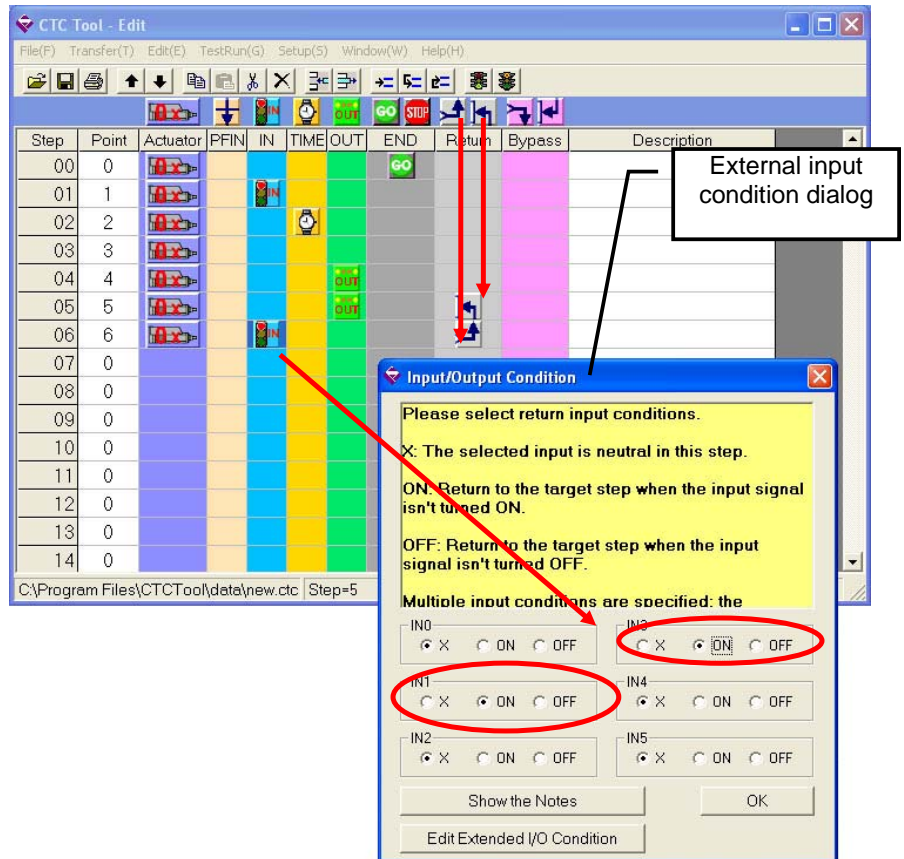 CTC Tool - Edit
File(F) Transfer(T) Edit(E) TestRun(G) Setup(S) Window(W) Help(H)
IN OUT GO STOP
Step Point Actuator PFIN IN TIME OUT END Return Bypass Description
External input
condition dialog
00 0 GO
01 1 IN
02 2
03 3
04 4 OUT
05 5 OUT
06 6 IN
07 0
08 0
09 0
10 0
11 0
12 0
13 0
14 0
C:\Program Files\CTCTool\data\new.ctc Step=5
Input/Output Condition
Please select return input conditions.
X: The selected input is neutral in this step.
ON: Return to the target step when the input signal
isn't turned ON.
OFF: Return to the target step when the input
signal isn't turned OFF.
Multiple input conditions are specified: the
IN0 IN3
X ON OFF X ON OFF
IN1 IN4
X ON OFF X ON OFF
IN2 IN5
X ON OFF X ON OFF
Show the Notes OK
Edit Extended I/O Condition